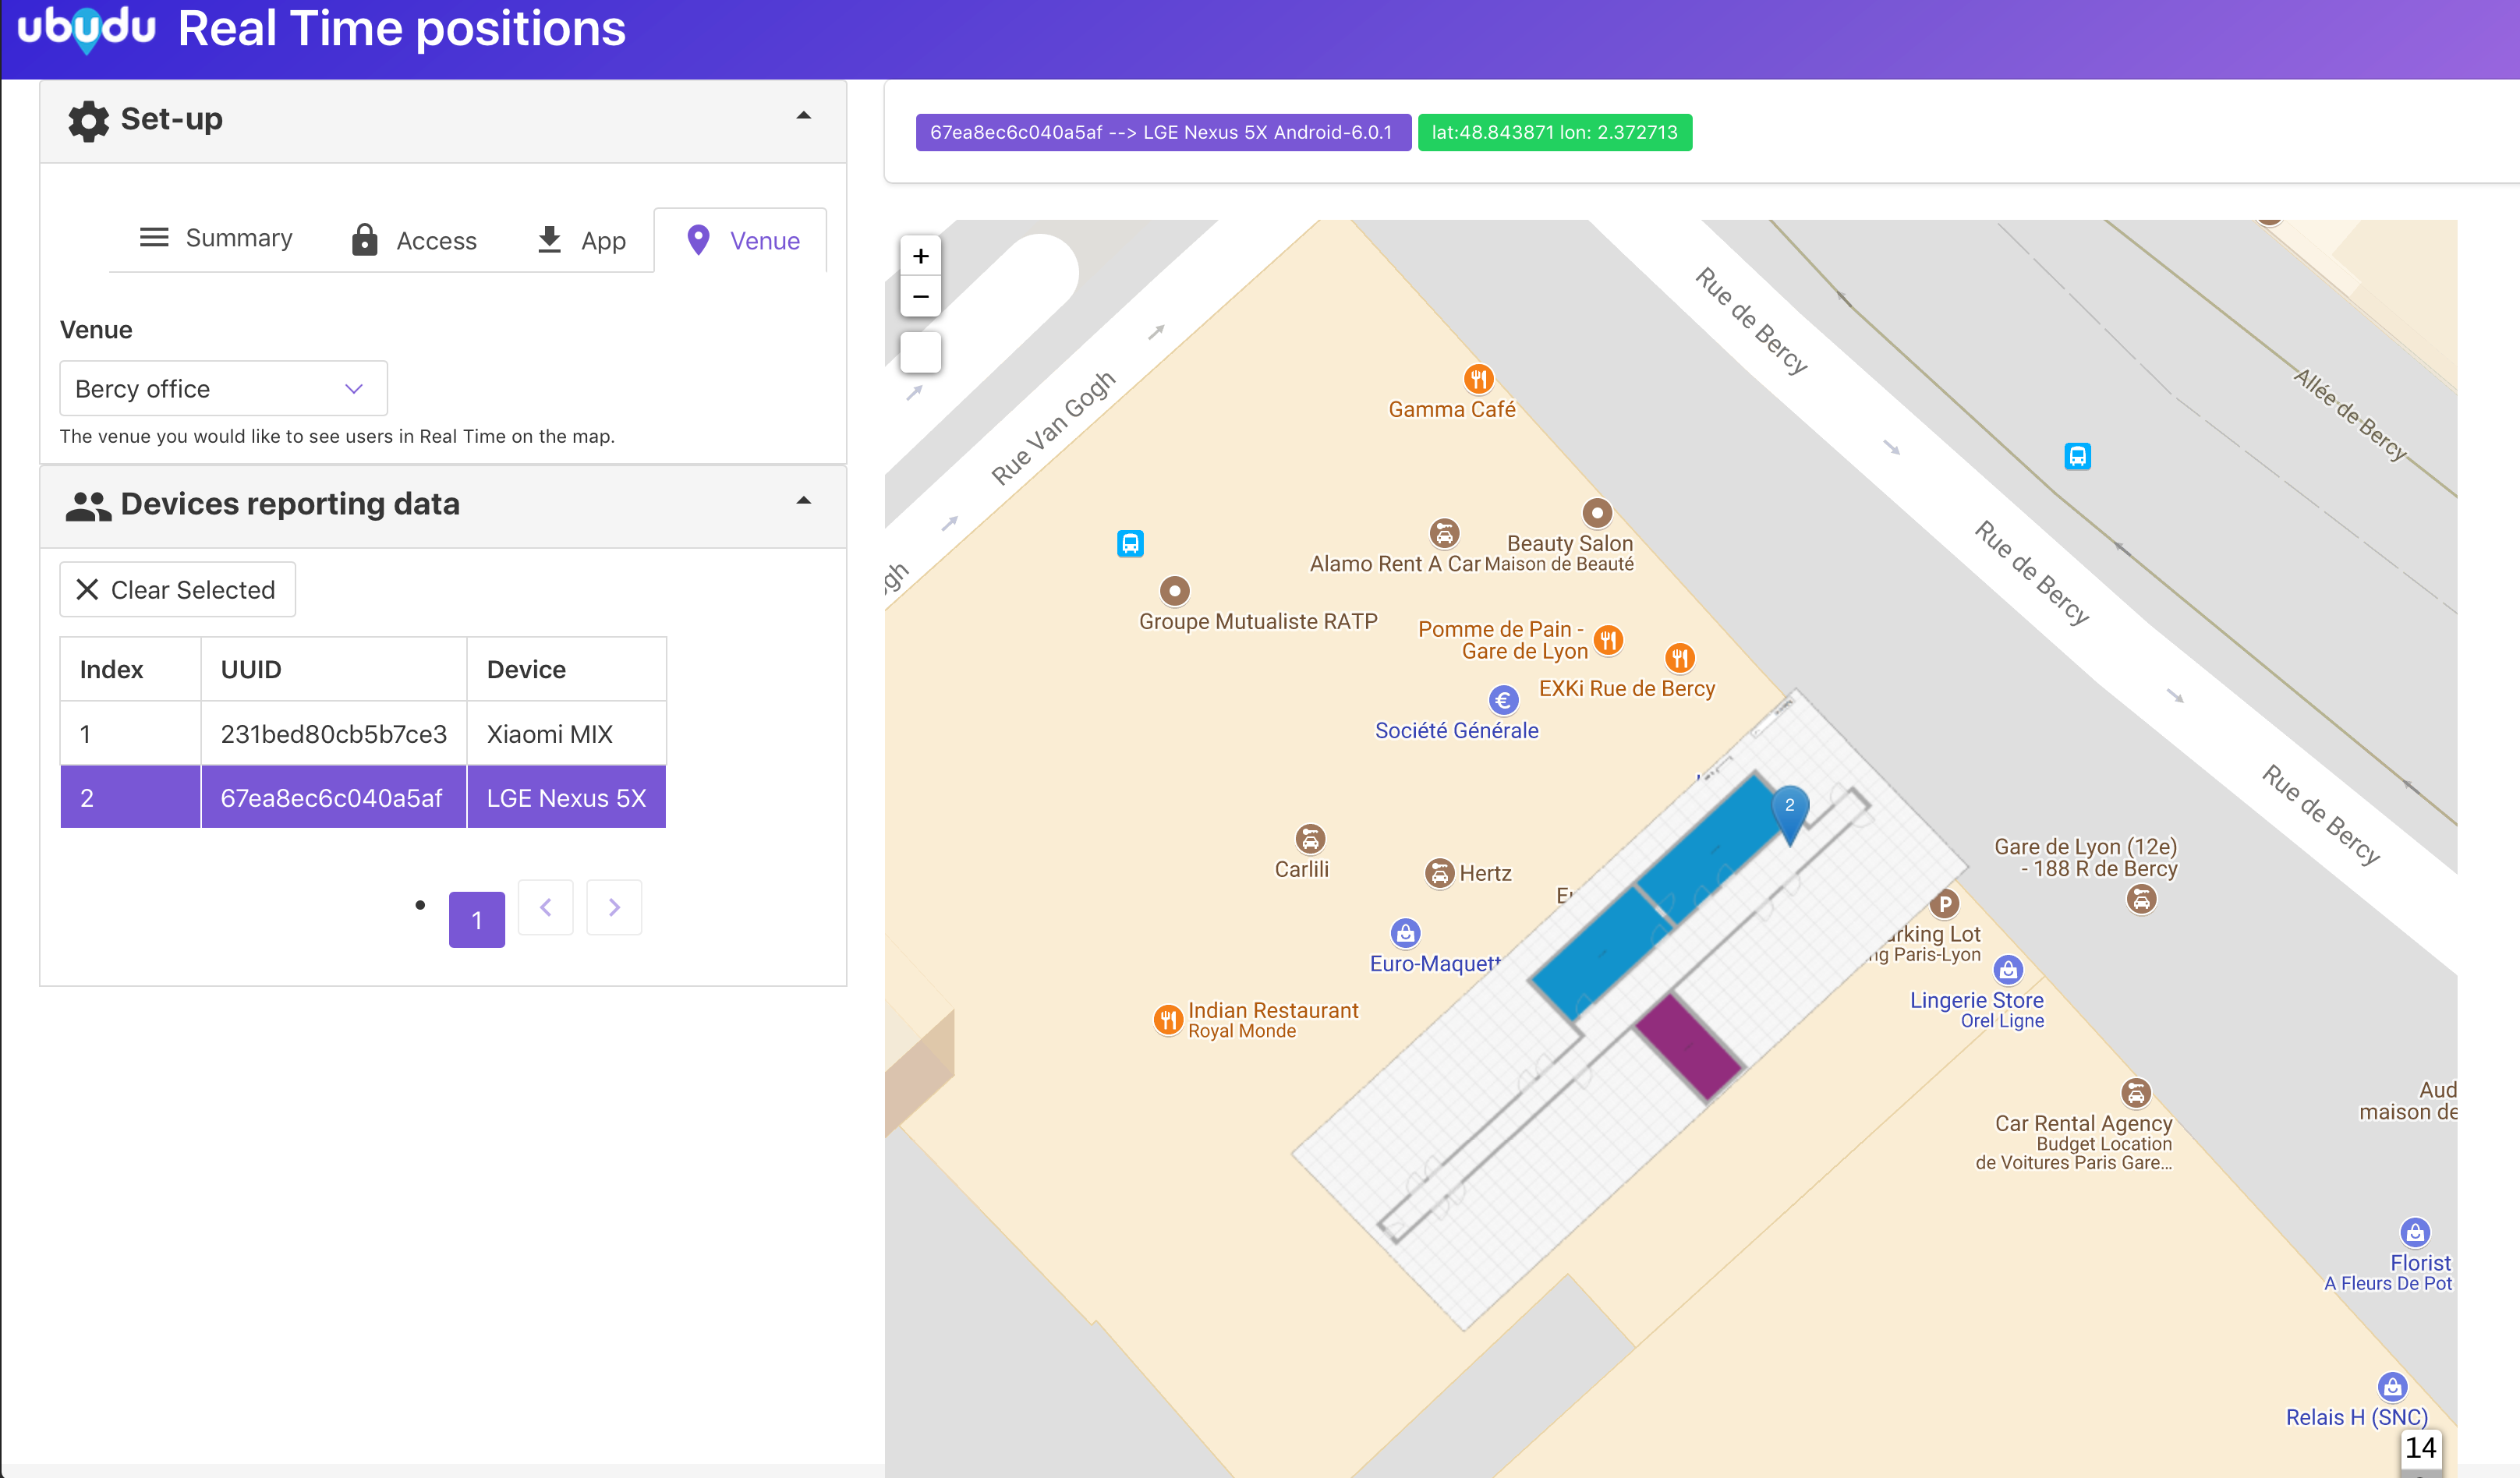 ubudu Real Time positions
Set-up
Summary
Access
App
Venue
Venue
Bercy office
The venue you would like to see users in Real Time on the map.
Devices reporting data
Clear Selected
Index UUID Device
1 231bed80cb5b7ce3 Xiaomi MIX
2 67ea8ec6c040a5af LGE Nexus 5X
1
67ea8ec6c040a5af --> LGE Nexus 5X Android-6.0.1
lat:48.843871 lon: 2.372713
+
−
Rue de Bercy
Rue Van Gogh
Allée de Bercy
Gamma Café
Beauty Salon
Maison de Beauté
Alamo Rent A Car
Rue de Bercy
gh
Groupe Mutualiste RATP
Pomme de Pain -
Gare de Lyon
EXKi Rue de Bercy
Société Générale
2
Rue de Bercy
Gare de Lyon (12e)
- 188 R de Bercy
Carlili
Hertz
P
rking Lot
ng Paris-Lyon
Euro-Maquett
Lingerie Store
Orel Ligne
Indian Restaurant
Royal Monde
Aud
maison de
Car Rental Agency
Budget Location
de Voitures Paris Gare...
Florist
A Fleurs De Pot
Relais H (SNC)
14